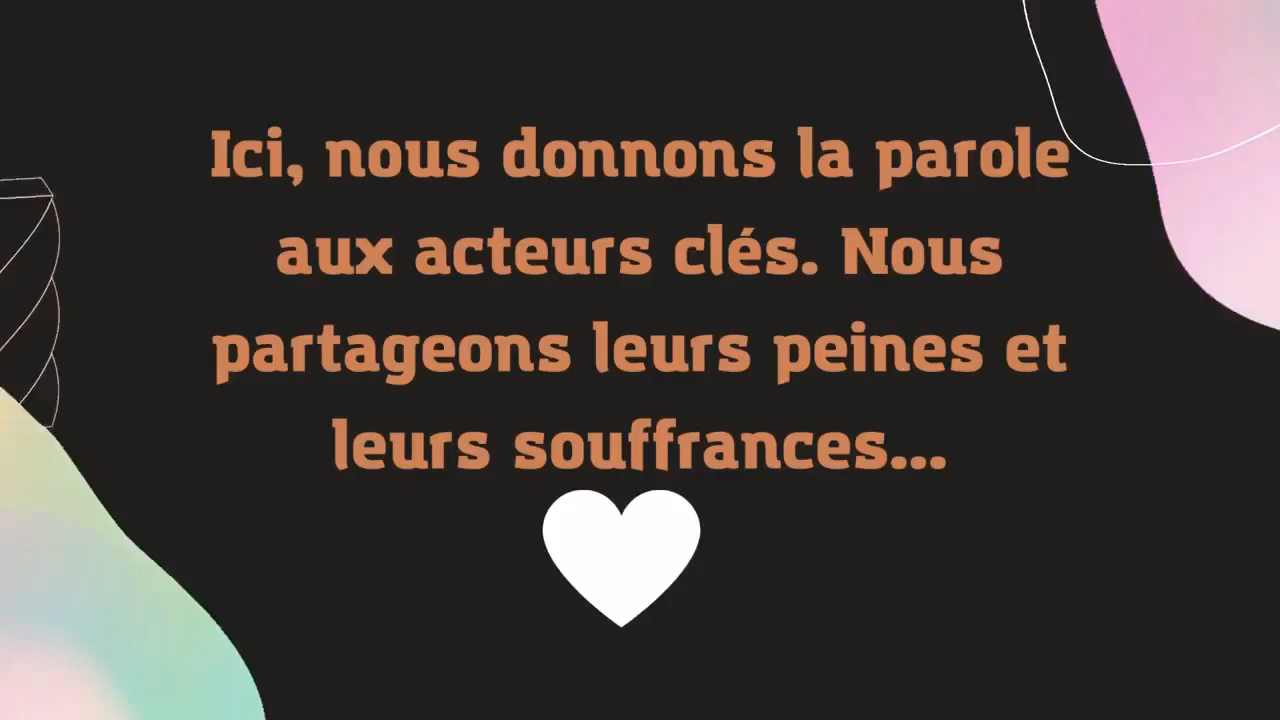 Ici, nous donnons la parole
aux acteurs clés. Nous
partageons leurs peines et
leurs souffrances...